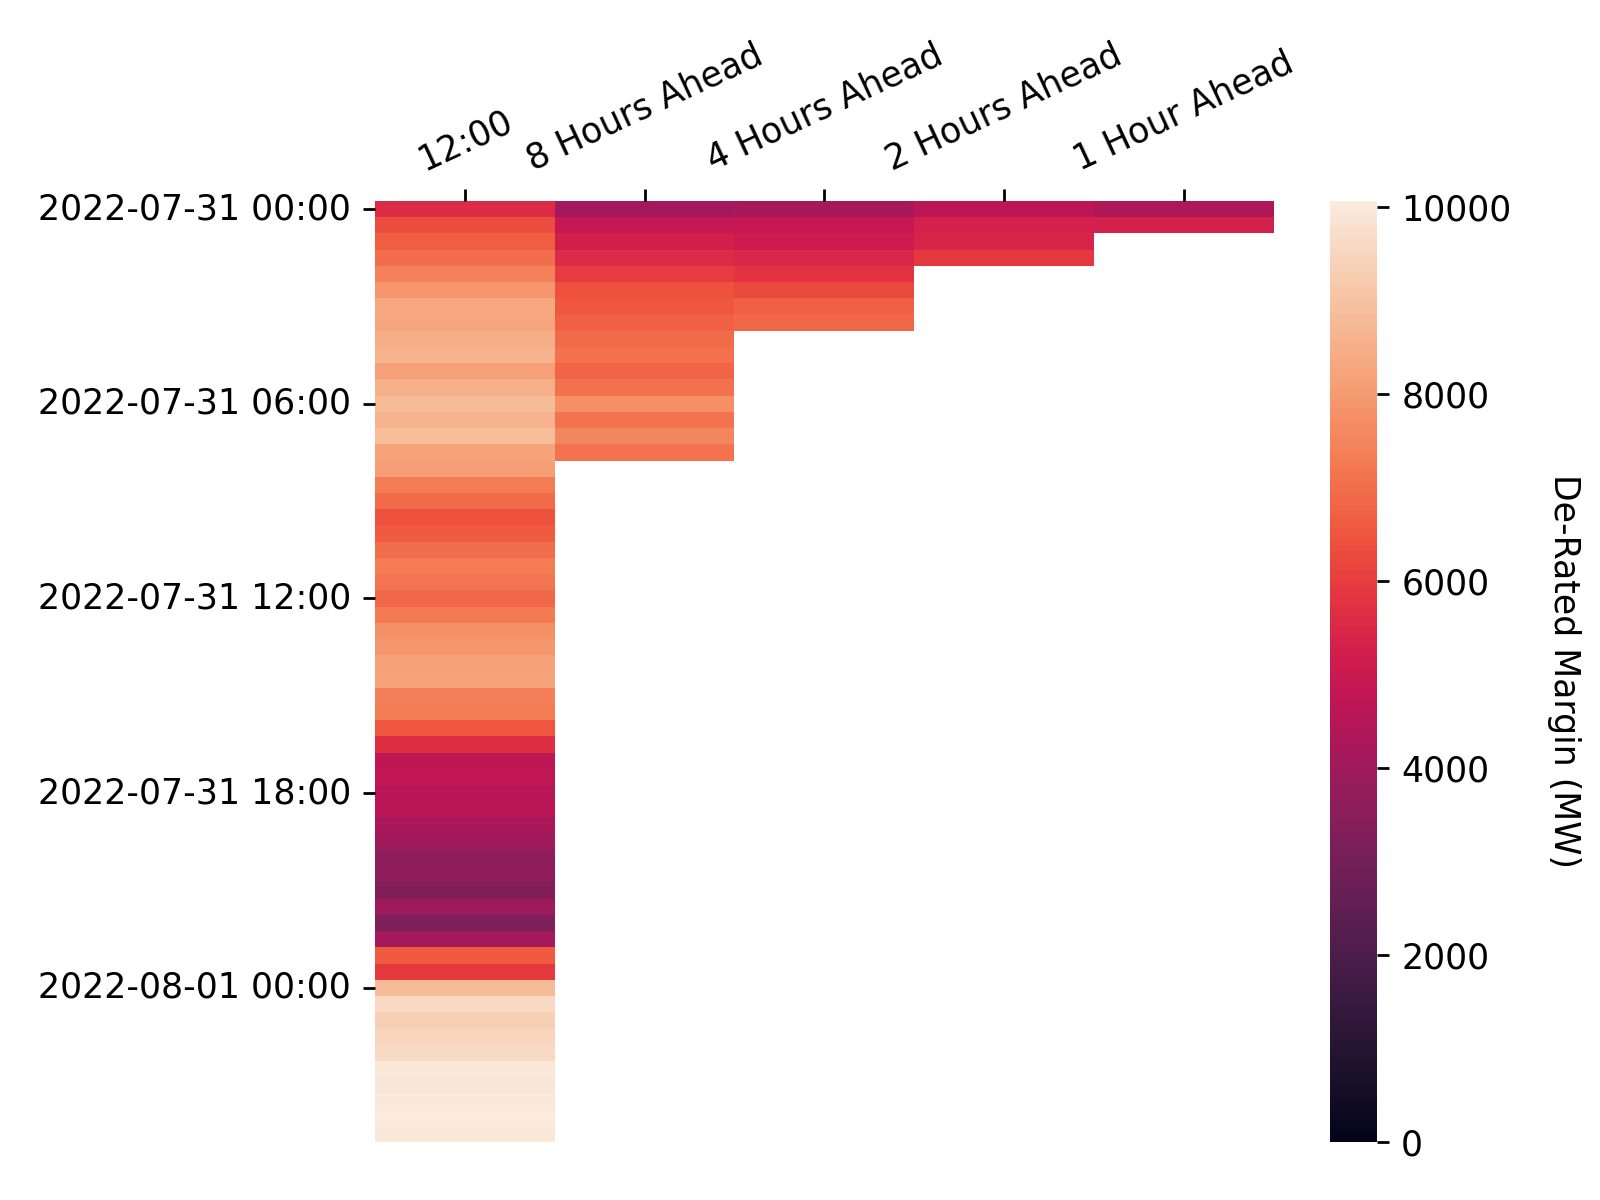 12:00
8 Hours Ahead
4 Hours Ahead
2 Hours Ahead
1 Hour Ahead
2022-07-31 00:00
2022-07-31 06:00
2022-07-31 12:00
2022-07-31 18:00
2022-08-01 00:00
10000
8000
6000
4000
2000
0
De-Rated Margin (MW)